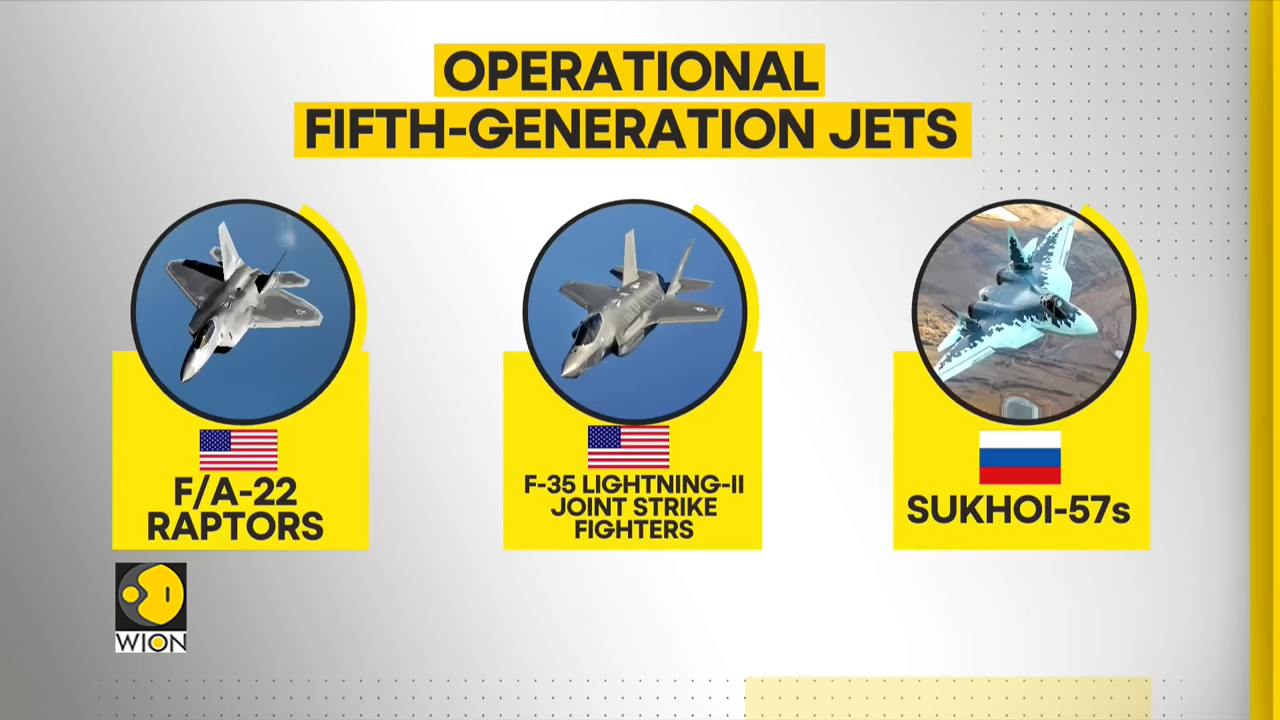 OPERATIONAL
FIFTH-GENERATION JETS
F/A-22
RAPTORS
F-35 LIGHTNING-II
JOINT STRIKE
FIGHTERS
SUKHOI-57s
WION